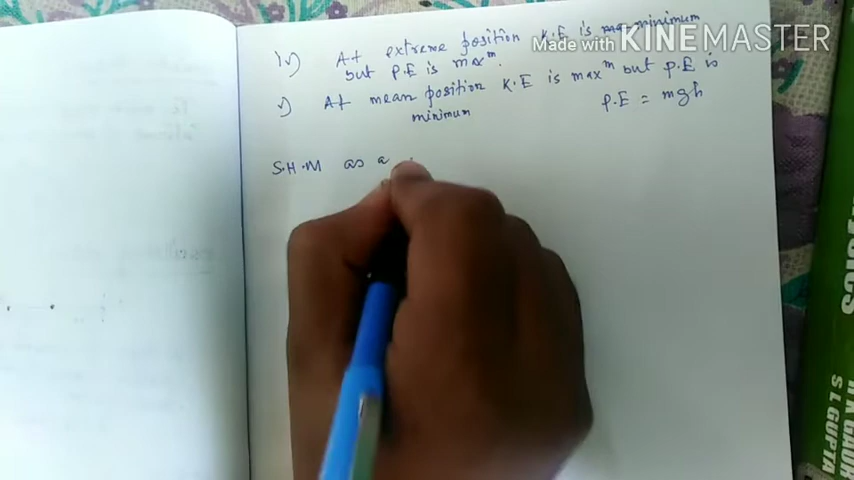 Made with KINEMASTER
iv) At extreme position K.E is minimum
but P.E is maxᵐ.
v) At mean position K.E is maxᵐ but P.E is
minimum
P.E = mgh
S.H.M as a
S L GUPTA